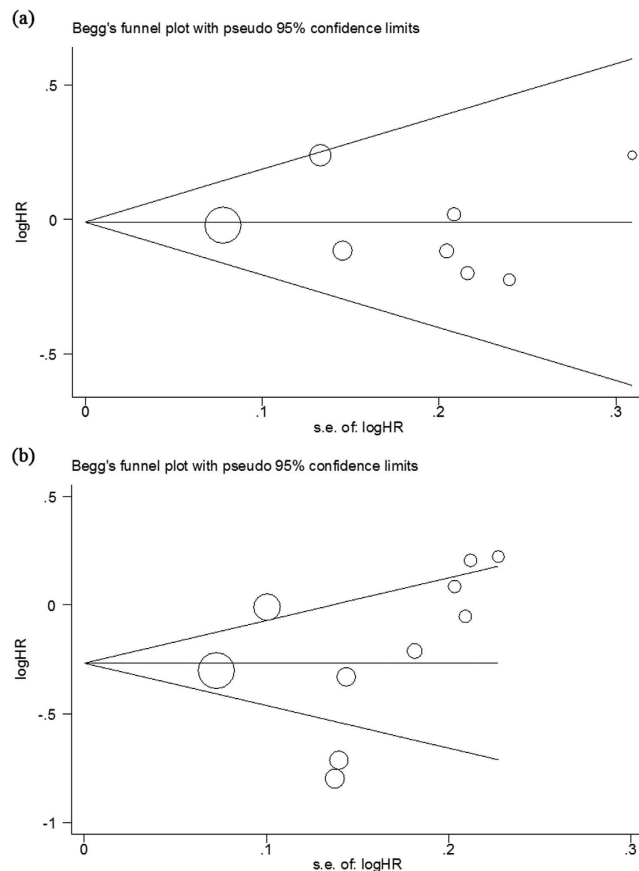 (a)
Begg's funnel plot with pseudo 95% confidence limits
.5
0
-.5
logHR
0 .1 .2 .3
s.e. of: logHR
(b)
Begg's funnel plot with pseudo 95% confidence limits
.5
0
-.5
-1
logHR
0 .1 .2 .3
s.e. of: logHR